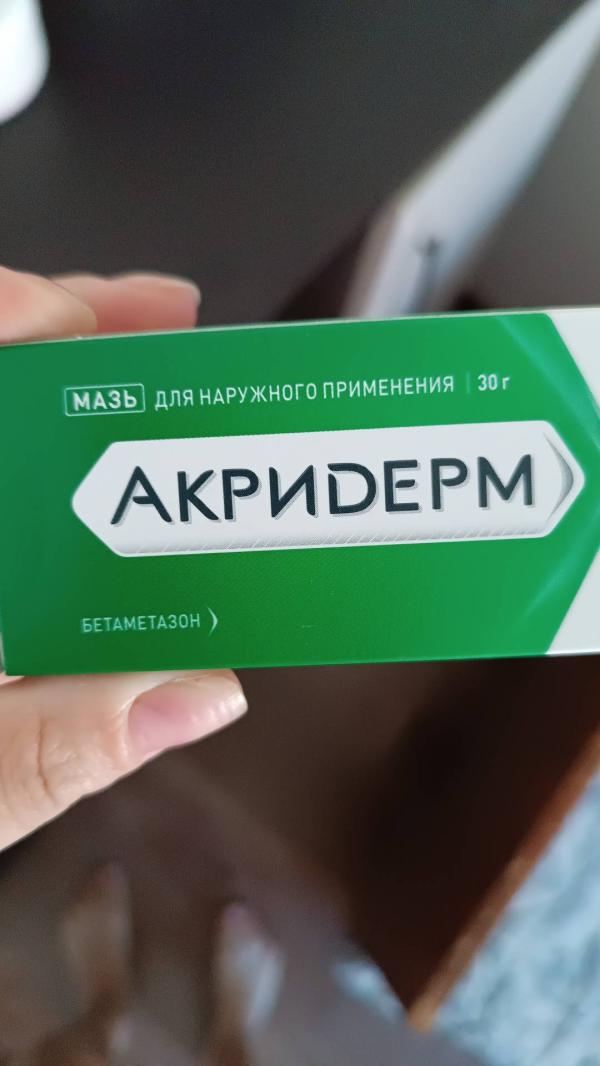 МАЗЬ ДЛЯ НАРУЖНОГО ПРИМЕНЕНИЯ 30 г
АКРИДЕРМ
БЕТАМЕТАЗОН